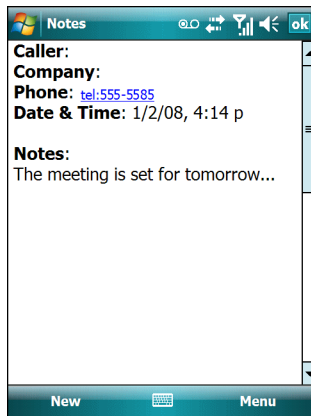 Notes
ok
Caller:
Company:
Phone: tel:555-5585
Date & Time: 1/2/08, 4:14 p
Notes:
The meeting is set for tomorrow...
New
Menu